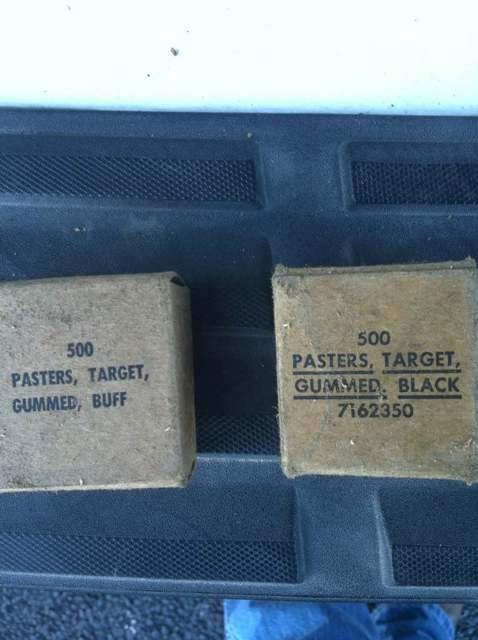 500
PASTERS, TARGET,
GUMMED, BUFF
500
PASTERS, TARGET,
GUMMED, BLACK
7162350